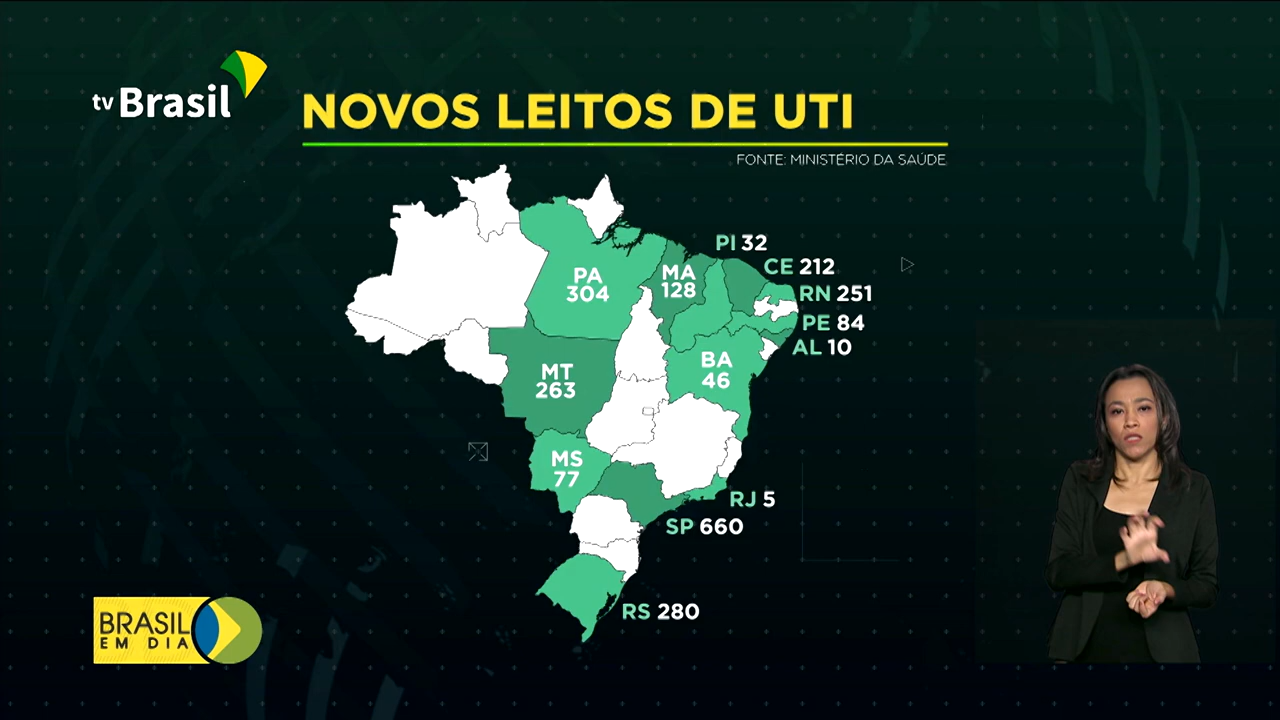 tv Brasil
NOVOS LEITOS DE UTI
FONTE: MINISTÉRIO DA SAÚDE
PI 32
CE 212
RN 251
PE 84
AL 10
PA
304
MA
128
MT
263
BA
46
MS
77
RJ 5
SP 660
RS 280
BRASIL
EM DIA